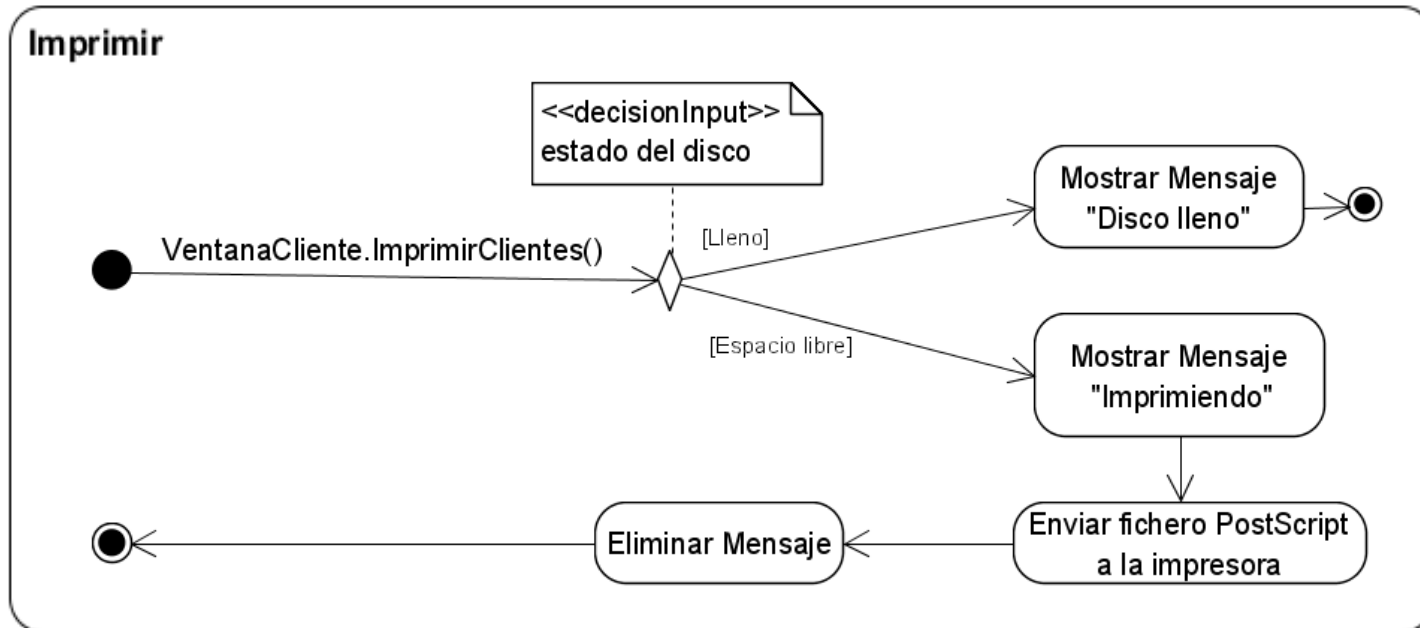 Imprimir
<<decisionInput>>
estado del disco
VentanaCliente.ImprimirClientes()
[Lleno]
Mostrar Mensaje
"Disco lleno"
[Espacio libre]
Mostrar Mensaje
"Imprimiendo"
Enviar fichero PostScript
a la impresora
Eliminar Mensaje